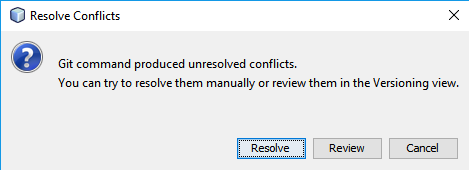 Resolve Conflicts
Git command produced unresolved conflicts.
You can try to resolve them manually or review them in the Versioning view.
Resolve
Review
Cancel